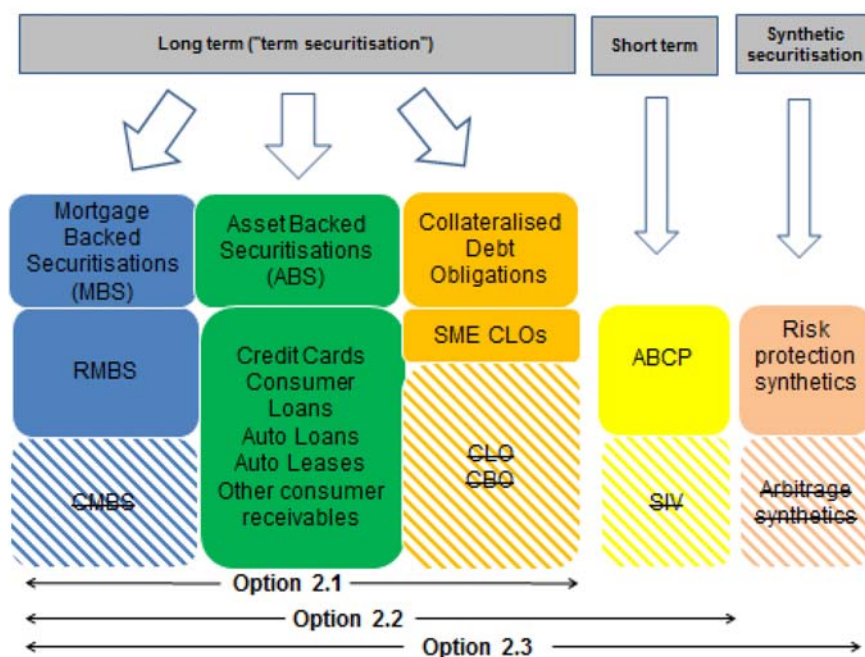 Long term ("term securitisation")
Short term
Synthetic
securitisation
Mortgage
Backed
Securitisations
(MBS)
Asset Backed
Securitisations
(ABS)
Collateralised
Debt
Obligations
RMBS
Credit Cards
Consumer
Loans
Auto Loans
Auto Leases
Other consumer
receivables
SME CLOs
ABCP
Risk
protection
synthetics
CMBS
CLO
CBO
SIV
Arbitrage
synthetics
Option 2.1
Option 2.2
Option 2.3